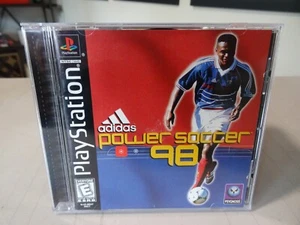 PlayStation
adidas
power soccer
98
E